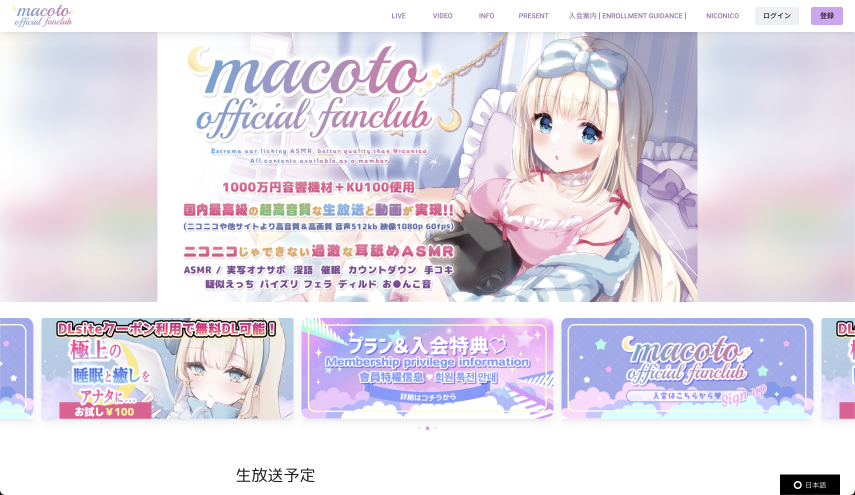 macoto
official fanclub
LIVE
VIDEO
INFO
PRESENT
入会案内 [ ENROLLMENT GUIDANCE ]
NICONICO
ログイン
登録
macoto
official fanclub
Extreme ear licking ASMR, better quality than Niconico.
All contents available as a member.
1000万円音響機材+KU100使用
国内最高級の超高音質な生放送と動画が実現!!
(ニコニコや他サイトより高音質&高画質 音声512kb 映像1080p 60fps)
ニコニコじゃできない過激な耳舐めASMR
ASMR / 実写オナサポ 淫語 催眠 カウントダウン 手コキ
疑似えっち パイズリ フェラ ディルド お●んこ音
DLsiteクーポン利用で無料DL可能!
極上の
睡眠と癒しを
アナタに…
お試し¥100
プラン&入会特典♡
Membership privilege information
會員特權信息 ♥ 회원 특전 안내
詳細はコチラから
macoto
official fanclub
入会はこちらから♥
Sign up
生放送予定
日本語